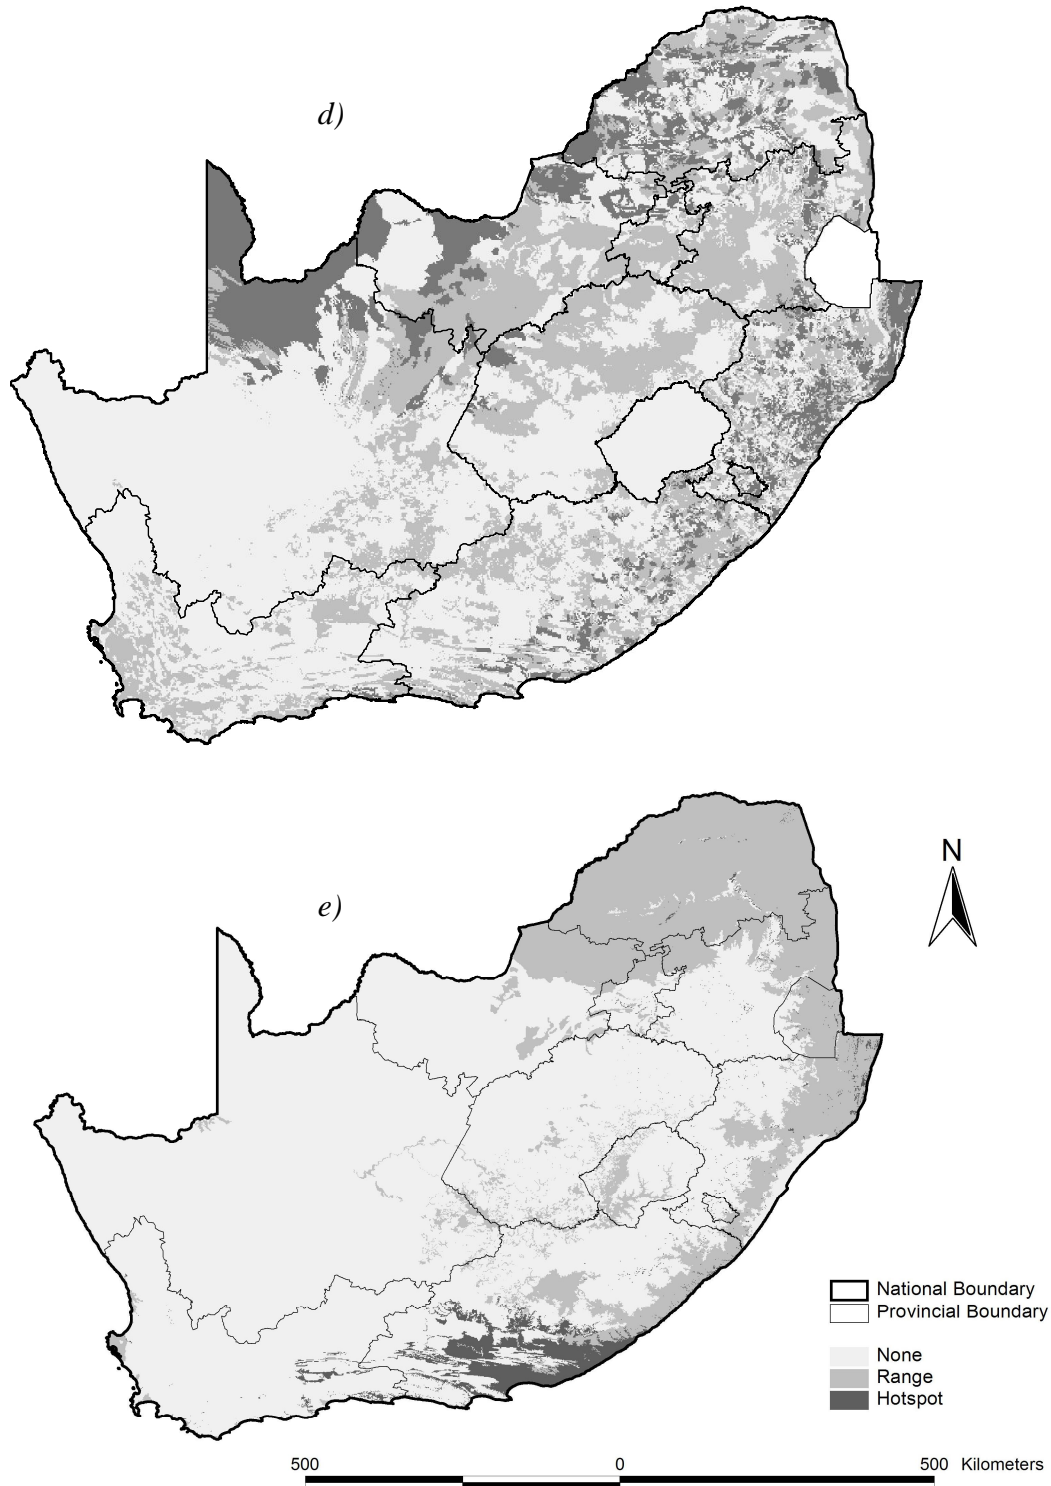 d)
e)
N
National Boundary
Provincial Boundary
None
Range
Hotspot
500 0 500 Kilometers